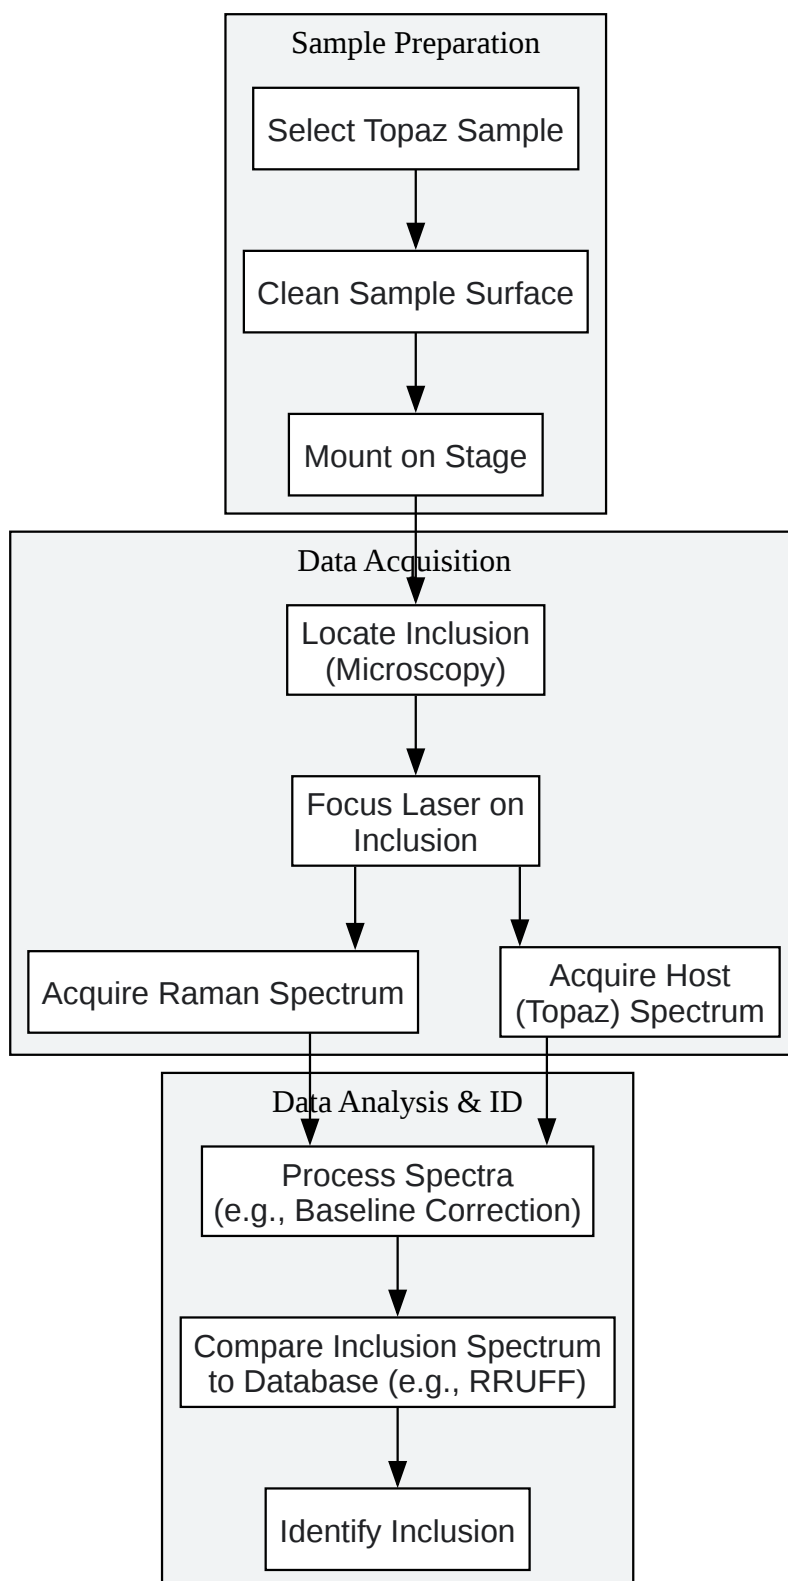 Sample Preparation
Select Topaz Sample
Clean Sample Surface
Mount on Stage
Data Acquisition
Locate Inclusion
(Microscopy)
Focus Laser on
Inclusion
Acquire Raman Spectrum
Acquire Host
(Topaz) Spectrum
Data Analysis & ID
Process Spectra
(e.g., Baseline Correction)
Compare Inclusion Spectrum
to Database (e.g., RRUFF)
Identify Inclusion